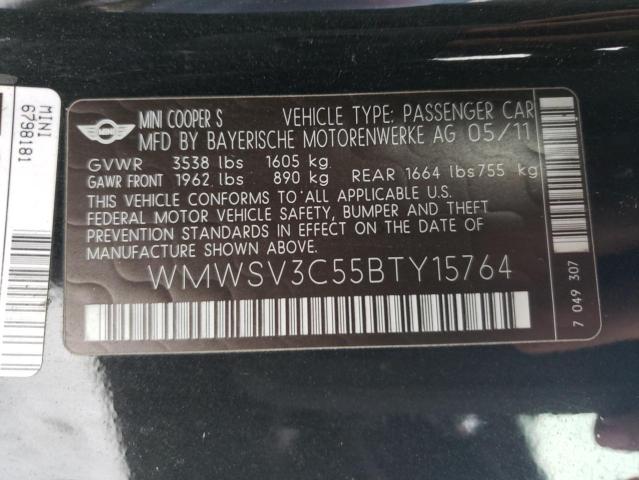 MINI COOPER S VEHICLE TYPE: PASSENGER CAR
MFD BY BAYERISCHE MOTORENWERKE AG 05/11
GVWR 3538 lbs 1605 kg
GAWR FRONT 1962 lbs 890 kg REAR 1664 lbs 755 kg
THIS VEHICLE CONFORMS TO ALL APPLICABLE U.S.
FEDERAL MOTOR VEHICLE SAFETY, BUMPER AND THEFT
PREVENTION STANDARDS IN EFFECT ON THE DATE OF
MANUFACTURE SHOWN ABOVE.
WMWSV3C55BTY15764
7 049 307
MINI
6798181